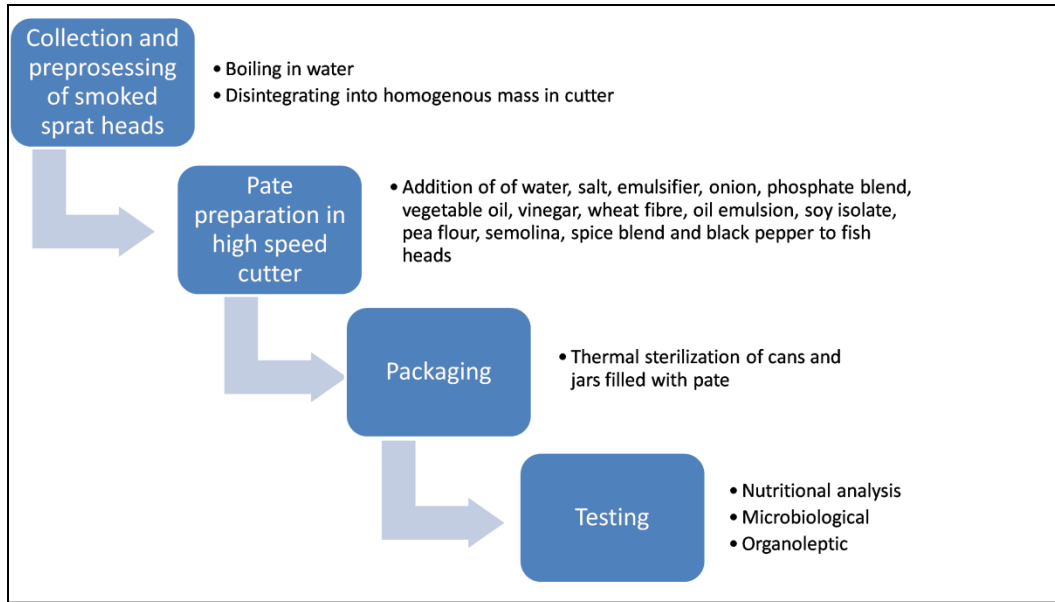 Collection and
preprosessing
of smoked
sprat heads
• Boiling in water
• Disintegrating into homogenous mass in cutter
Pate
preparation in
high speed
cutter
• Addition of of water, salt, emulsifier, onion, phosphate blend,
vegetable oil, vinegar, wheat fibre, oil emulsion, soy isolate,
pea flour, semolina, spice blend and black pepper to fish
heads
Packaging
• Thermal sterilization of cans and
jars filled with pate
Testing
• Nutritional analysis
• Microbiological
• Organoleptic